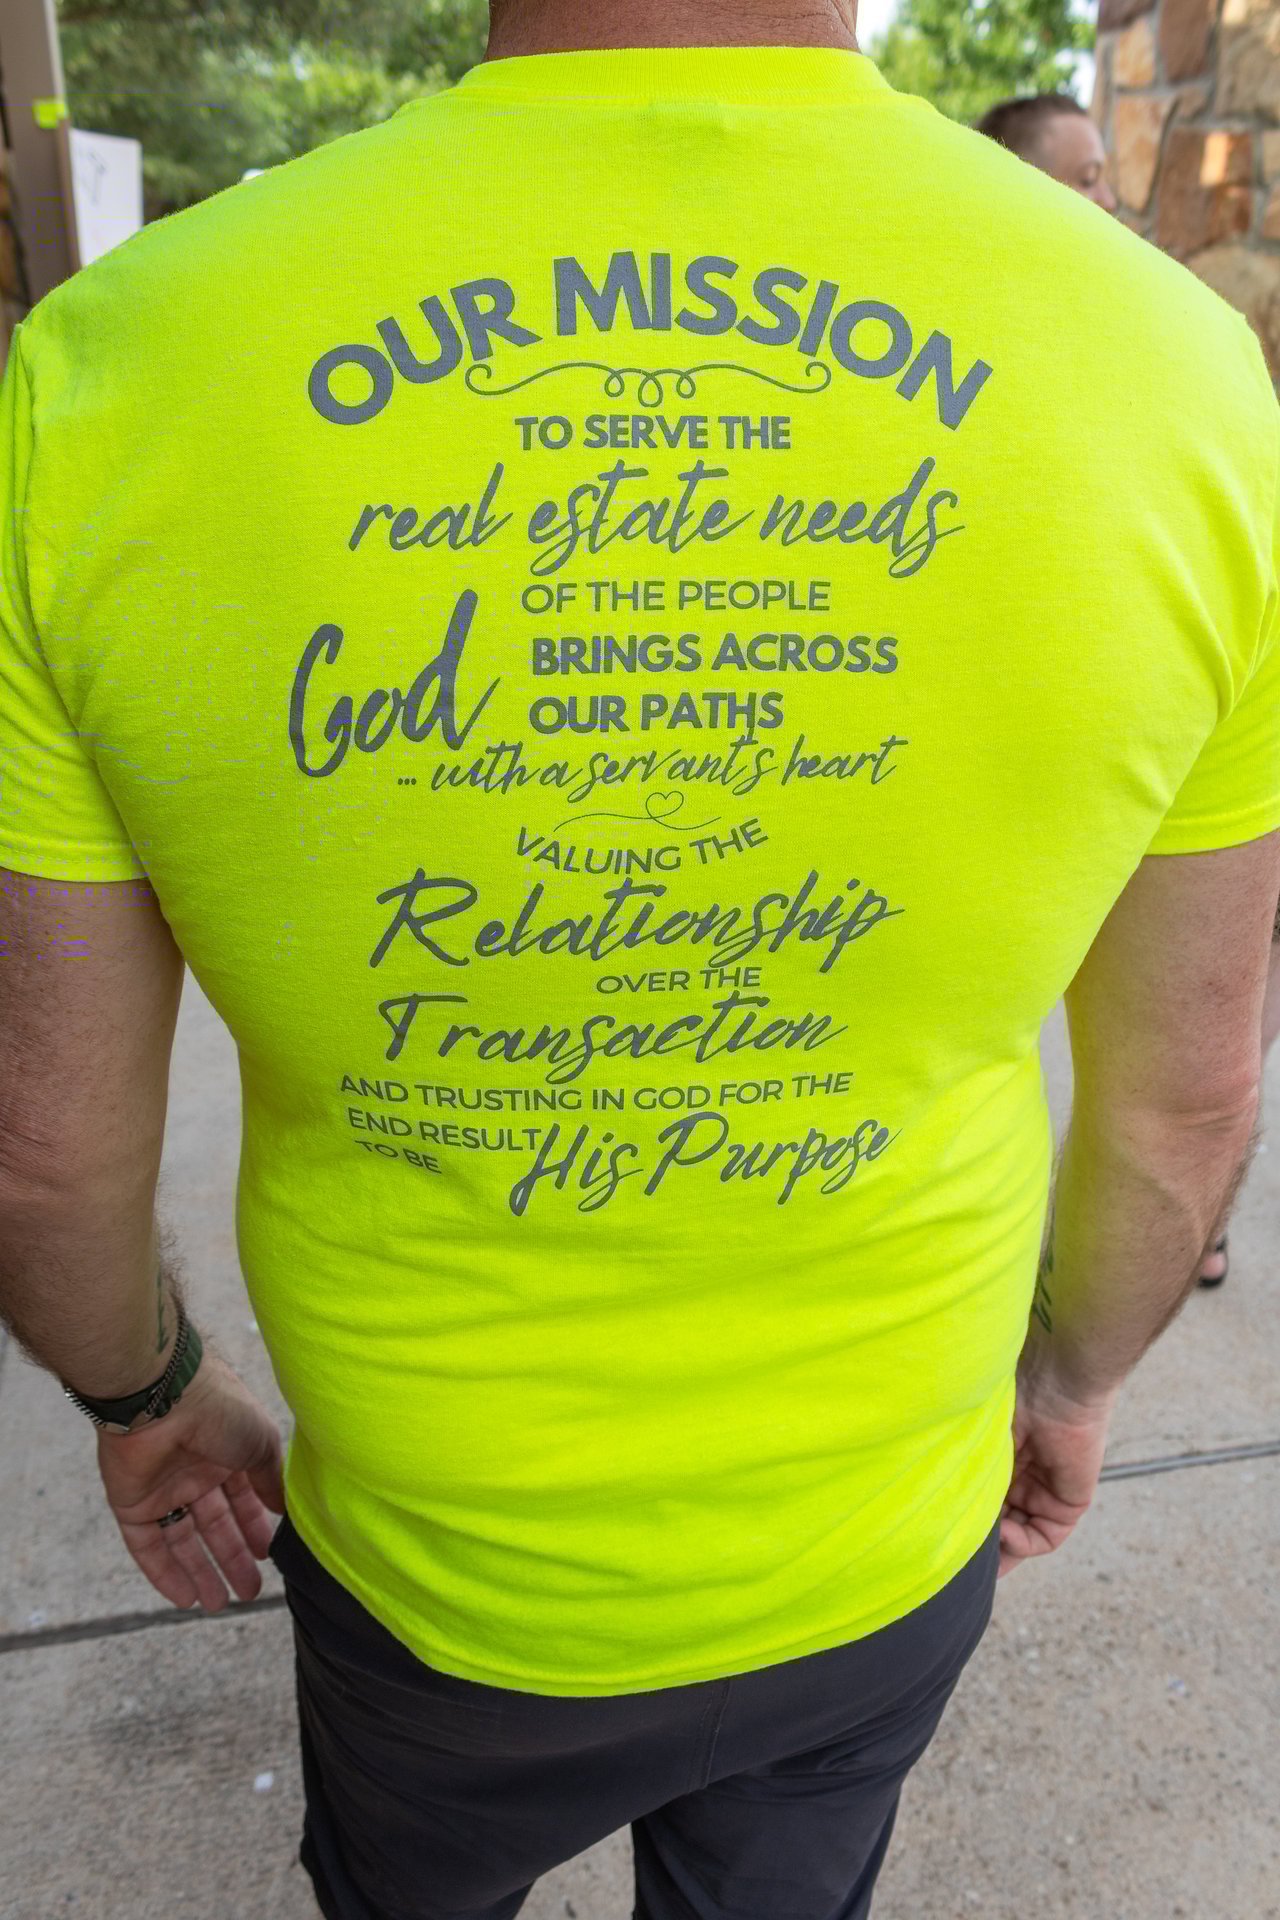 OUR MISSION
TO SERVE THE
real estate needs
OF THE PEOPLE
God BRINGS ACROSS
OUR PATHS
... with a servant's heart
VALUING THE
Relationship
OVER THE
Transaction
AND TRUSTING IN GOD FOR THE
END RESULT
TO BE His Purpose